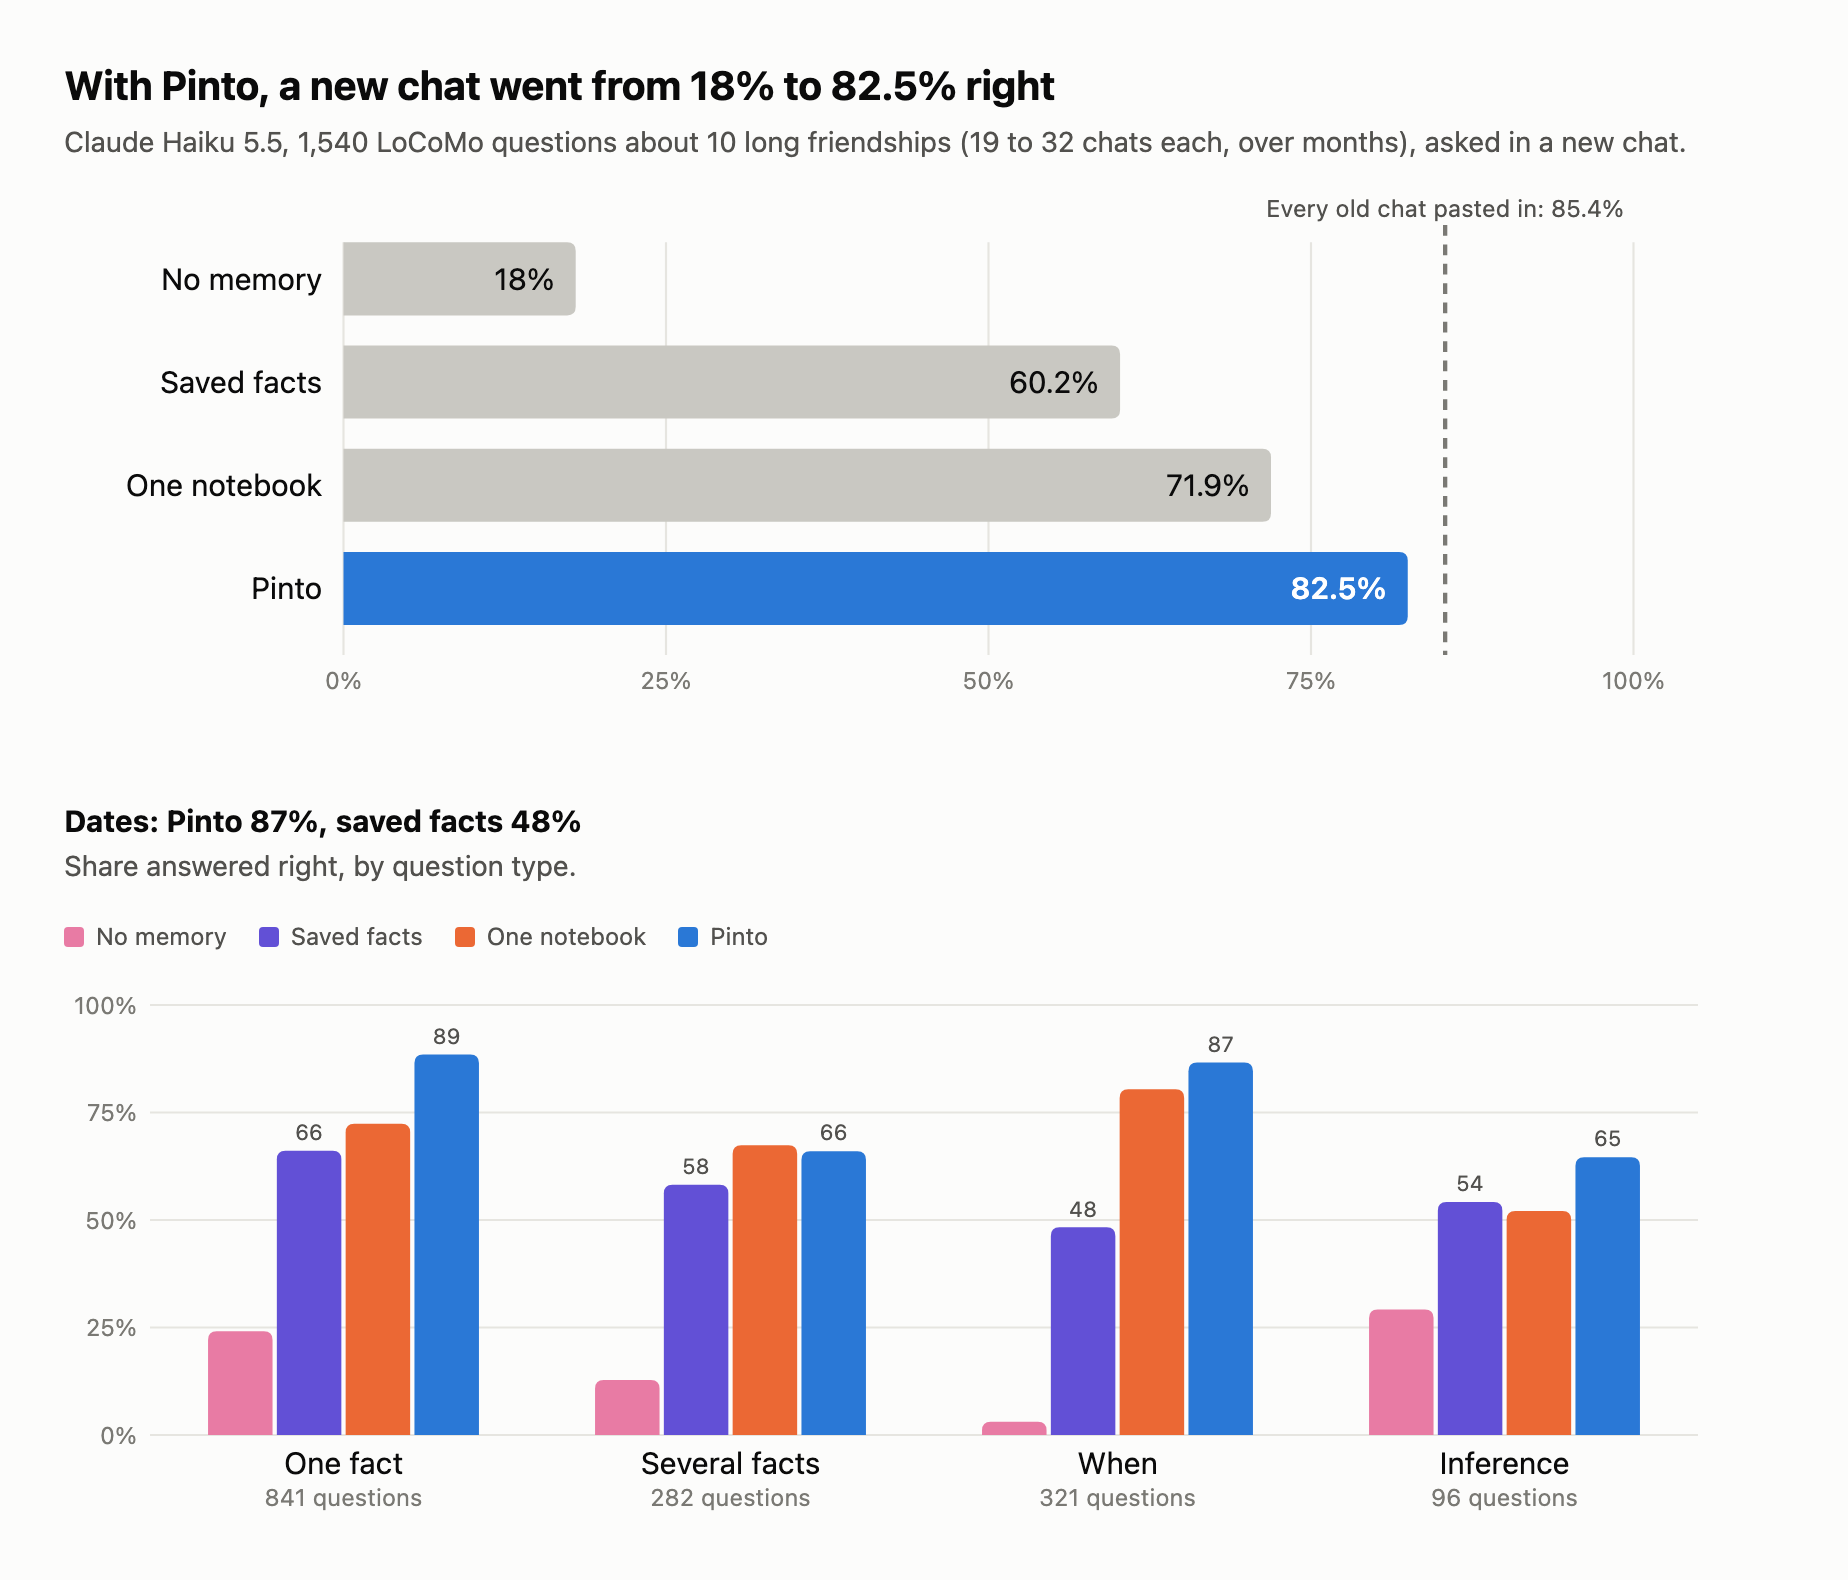 With Pinto, a new chat went from 18% to 82.5% right
Claude Haiku 5.5, 1,540 LoCoMo questions about 10 long friendships (19 to 32 chats each, over months), asked in a new chat.
Every old chat pasted in: 85.4%
No memory 18%
Saved facts 60.2%
One notebook 71.9%
Pinto 82.5%
0% 25% 50% 75% 100%
Dates: Pinto 87%, saved facts 48%
Share answered right, by question type.
No memory Saved facts One notebook Pinto
100%
75%
50%
25%
0%
66 89
58 66
48 87
54 65
One fact Several facts When Inference
841 questions 282 questions 321 questions 96 questions